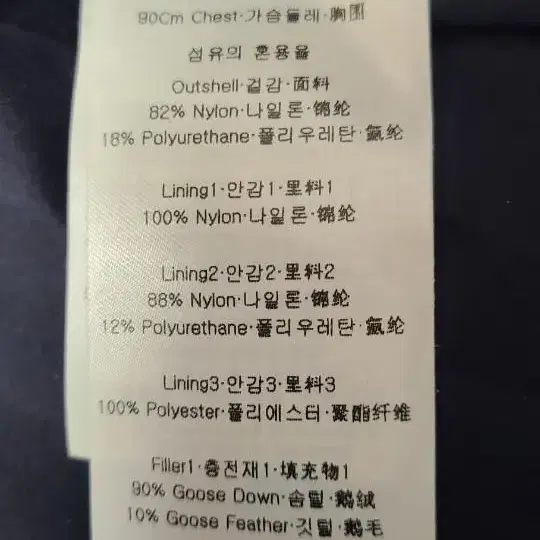 90Cm Chest·가슴둘레·胸围
섬유의 혼용율
Outshell·겉감·面料
82% Nylon·나일론·锦纶
18% Polyurethane·폴리우레탄·氨纶
Lining1·안감1·里料1
100% Nylon·나일론·锦纶
Lining2·안감2·里料2
88% Nylon·나일론·锦纶
12% Polyurethane·폴리우레탄·氨纶
Lining3·안감3·里料3
100% Polyester·폴리에스터·聚酯纤维
Filler1·충전재1·填充物1
90% Goose Down·솜털·鹅绒
10% Goose Feather·깃털·鹅毛